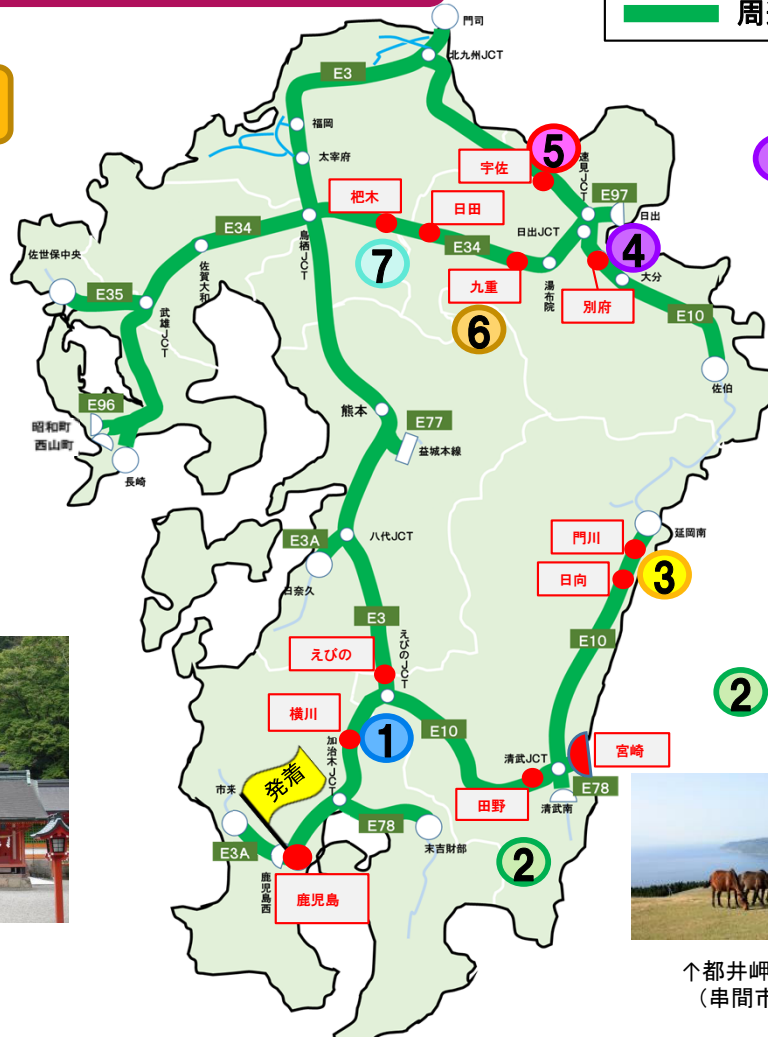 周遊
門司
北九州JCT
E3
福岡
太宰府
宇佐
5
速見JCT
E97
日出
杷木
日田
日出JCT
4
E34
佐世保中央
佐賀大和
鳥栖JCT
7
E34
九重
湯布院
別府
大分
E35
武雄JCT
6
E10
佐伯
E96
昭和町
西山町
長崎
熊本
E77
益城本線
E3A
八代JCT
日奈久
門川
延岡南
日向
3
E3
えびの
えびのJCT
E10
横川
1
2
加治木JCT
E10
清武JCT
宮崎
発着
市来
田野
E78
清武南
E78
末吉財部
E3A
鹿児島西
鹿児島
2
↑都井岬
(串間市